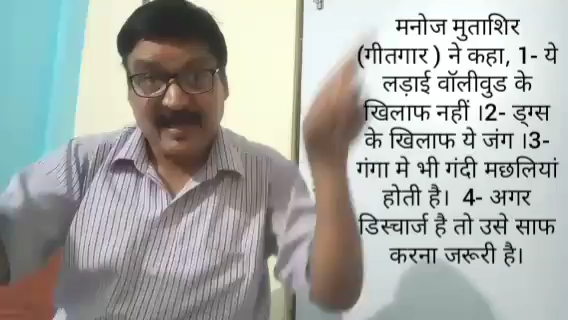 मनोज मुताशिर
(गीतगार ) ने कहा, 1- ये
लड़ाई वॉलीवुड के
खिलाफ नहीं ।2- ड्ग्स
के खिलाफ ये जंग ।3-
गंगा मे भी गंदी मछलियां
होती है। 4- अगर
डिस्चार्ज है तो उसे साफ
करना जरूरी है।